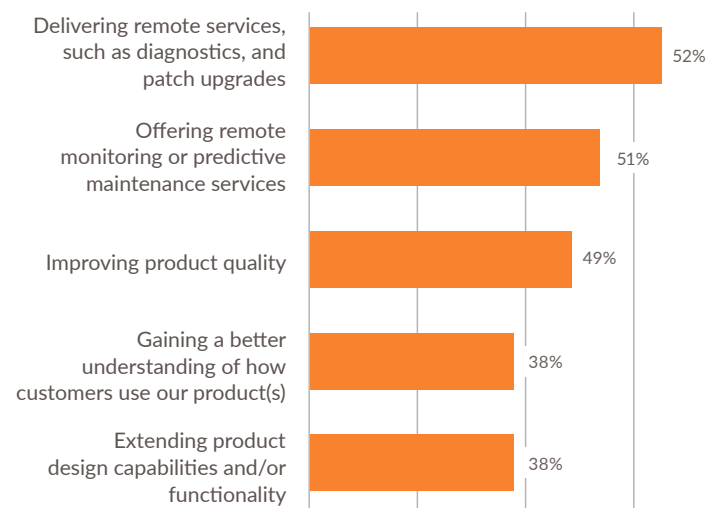 Delivering remote services,
such as diagnostics, and
patch upgrades
52%
Offering remote
monitoring or predictive
maintenance services
51%
Improving product quality
49%
Gaining a better
understanding of how
customers use our product(s)
38%
Extending product
design capabilities and/or
functionality
38%